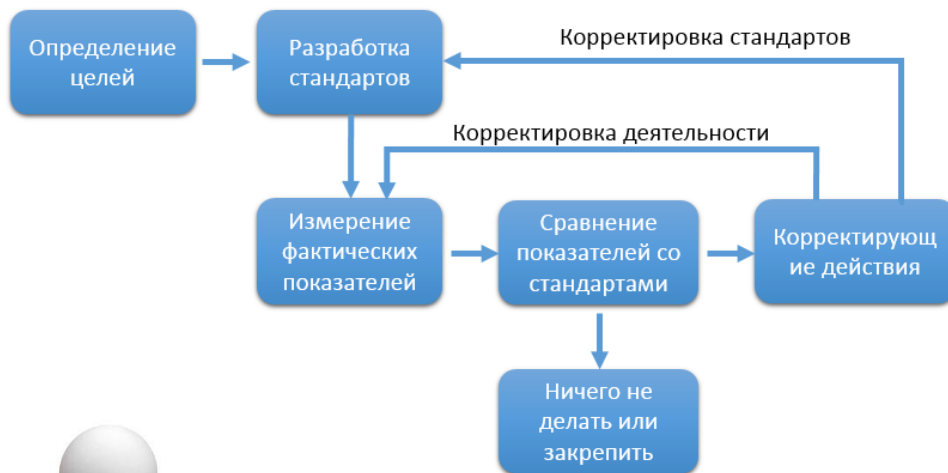 Определение
целей
Разработка
стандартов
Корректировка стандартов
Корректировка деятельности
Измерение
фактических
показателей
Сравнение
показателей со
стандартами
Корректирующ
ие действия
Ничего не
делать или
закрепить